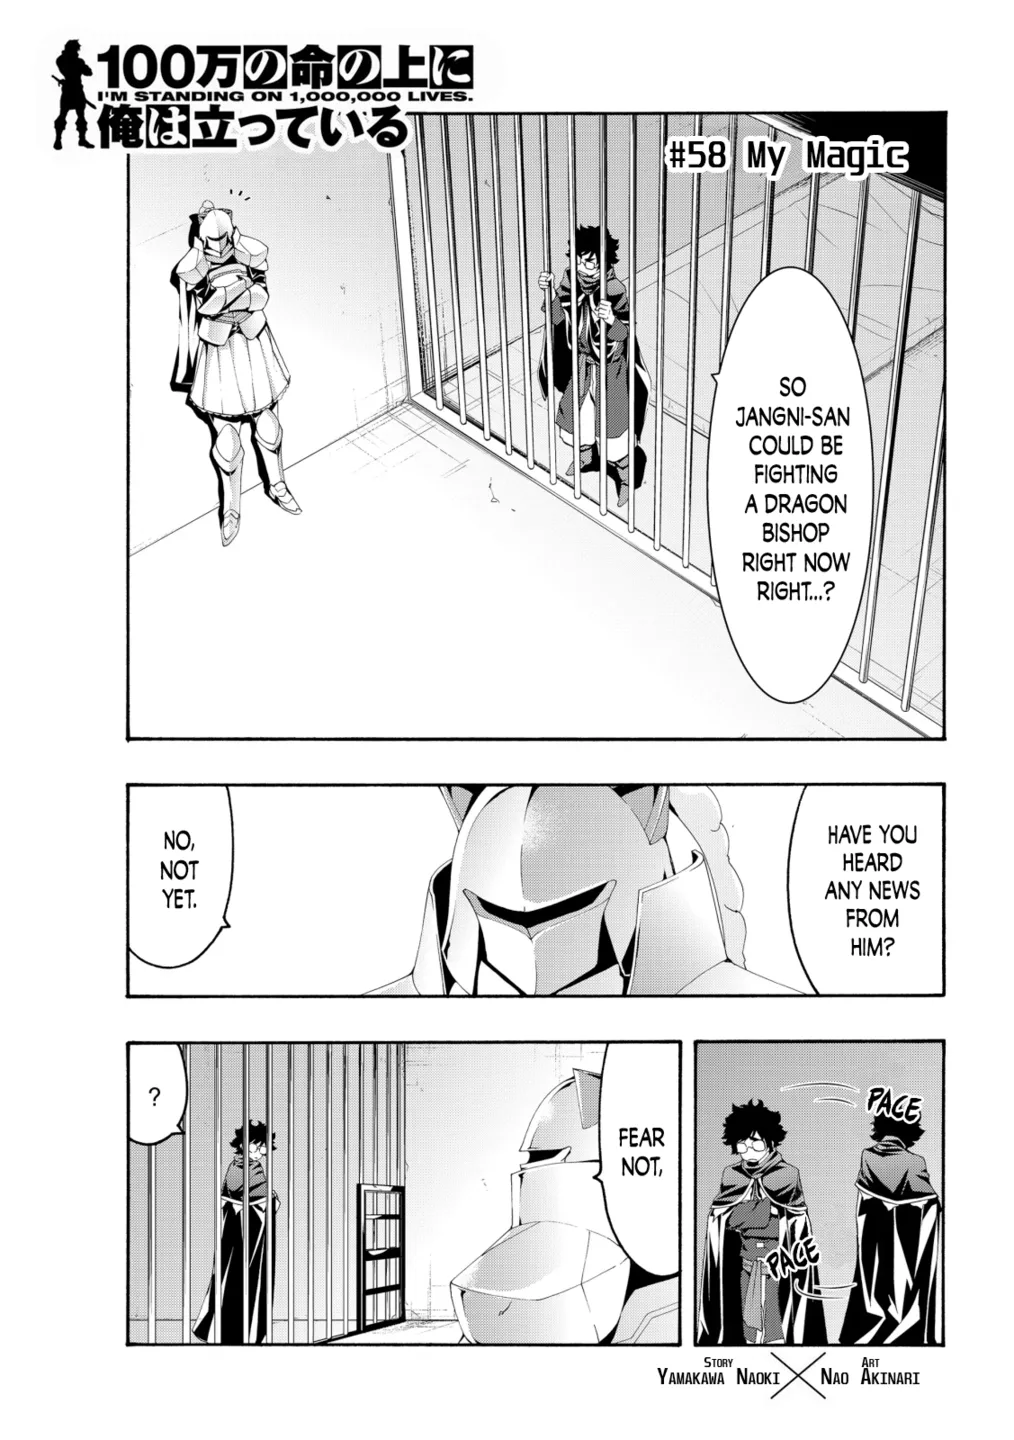 100万の命の上に
I'M STANDING ON 1,000,000 LIVES.
俺は立っている
#58 My Magic
SO
JANGNI-SAN
COULD BE
FIGHTING
A DRAGON
BISHOP
RIGHT NOW
RIGHT...?
HAVE YOU
HEARD
ANY NEWS
FROM
HIM?
NO,
NOT
YET.
PACE
PACE
FEAR
NOT,
?
STORY
YAMAKAWA NAOKI
ART
NAO AKINARI